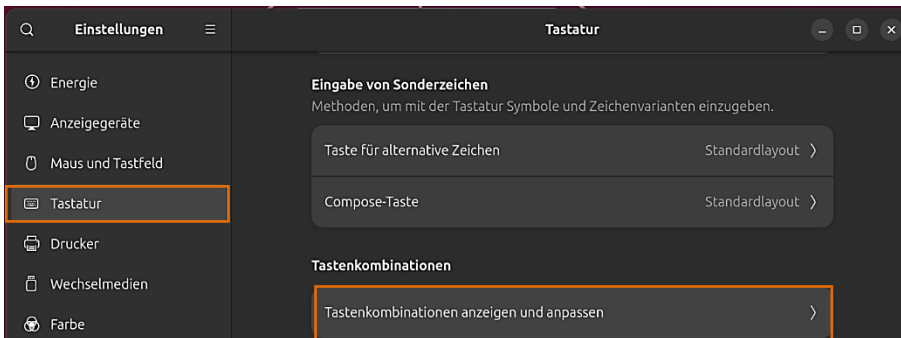 Einstellungen
Tastatur
Energie
Anzeigegeräte
Maus und Tastfeld
Tastatur
Drucker
Wechselmedien
Farbe
Eingabe von Sonderzeichen
Methoden, um mit der Tastatur Symbole und Zeichenvarianten einzugeben.
Taste für alternative Zeichen Standardlayout
Compose-Taste Standardlayout
Tastenkombinationen
Tastenkombinationen anzeigen und anpassen